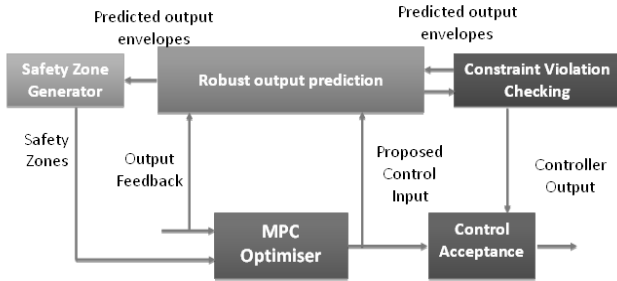 Predicted output
envelopes
Predicted output
envelopes
Safety Zone
Generator
Robust output prediction
Constraint Violation
Checking
Safety
Zones
Output
Feedback
Proposed
Control
Input
Controller
Output
MPC
Optimiser
Control
Acceptance